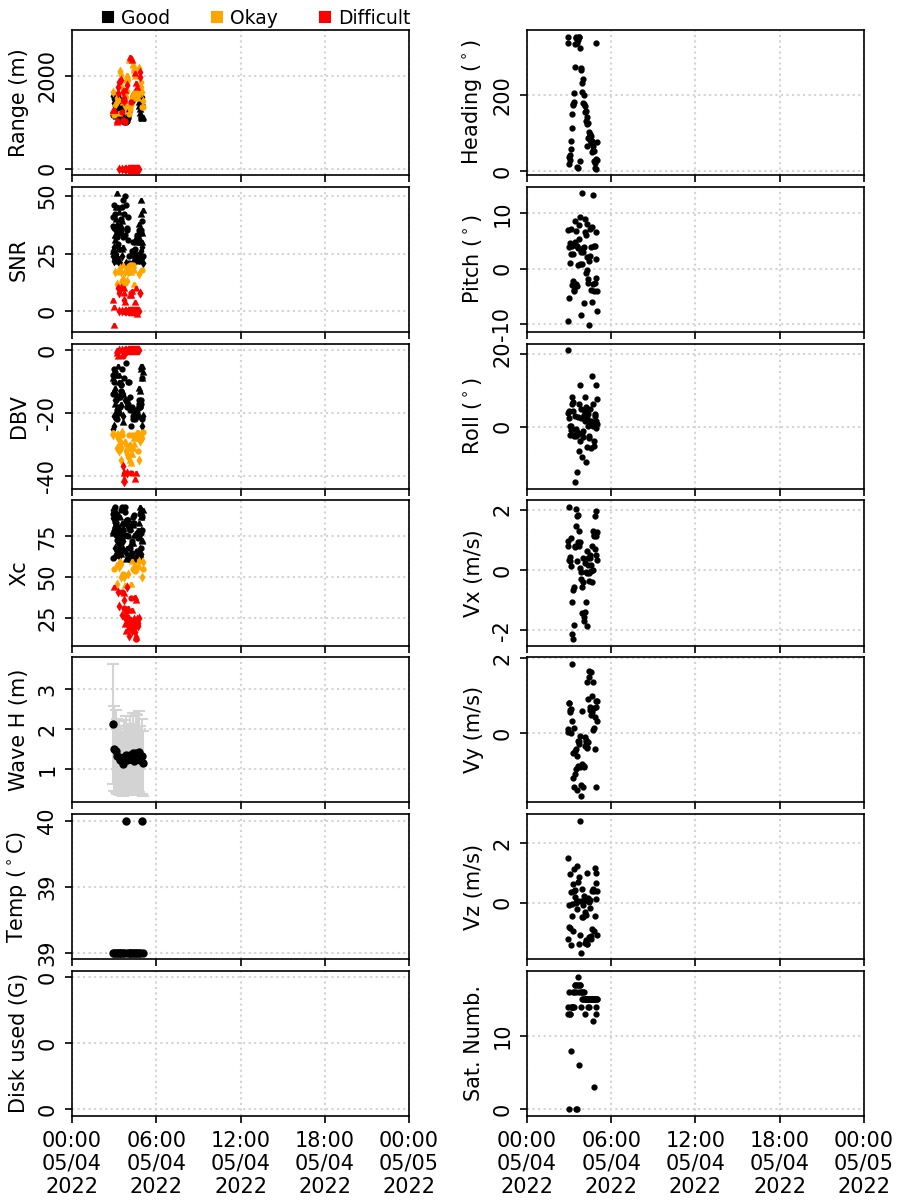 Good Okay Difficult
Range (m)
2000
0
Heading (°)
200
0
SNR
50
25
0
Pitch (°)
10
0
-10
DBV
0
-20
-40
Roll (°)
20
0
Xc
75
50
25
Vx (m/s)
2
0
-2
Wave H (m)
3
2
1
Vy (m/s)
2
0
Temp (°C)
40
39
39
Vz (m/s)
2
0
Disk used (G)
0
0
0
Sat. Numb.
10
0
00:00 06:00 12:00 18:00 00:00
05/04 05/04 05/04 05/04 05/05
2022 2022 2022 2022 2022
00:00 06:00 12:00 18:00 00:00
05/04 05/04 05/04 05/04 05/05
2022 2022 2022 2022 2022